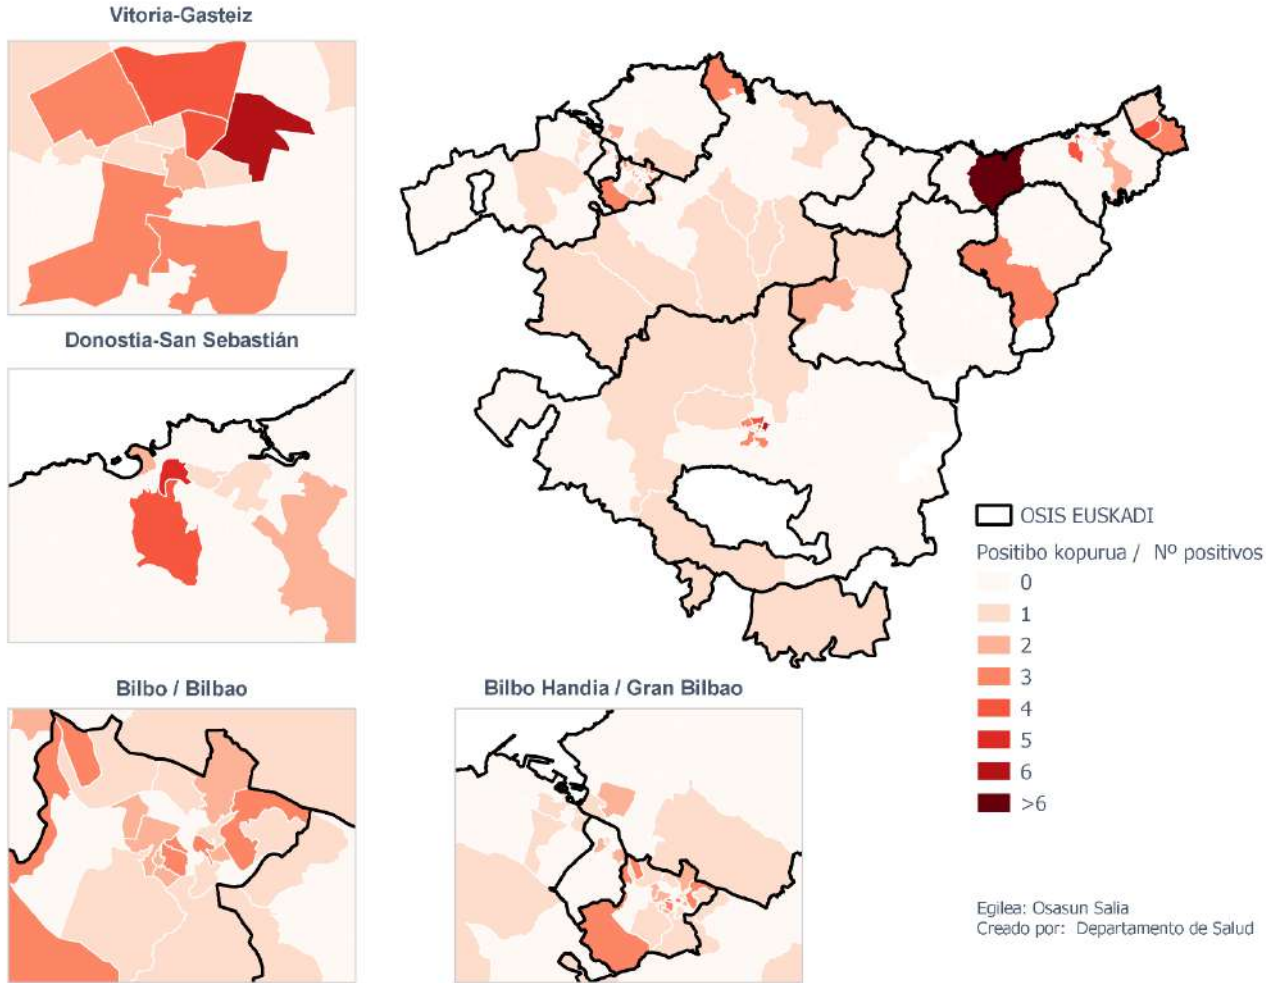 Vitoria-Gasteiz
Donostia-San Sebastián
Bilbo / Bilbao
Bilbo Handia / Gran Bilbao
OSIS EUSKADI
Positibo kopurua / Nº positivos
0
1
2
3
4
5
6
>6
Egilea: Osasun Salia
Creado por: Departamento de Salud